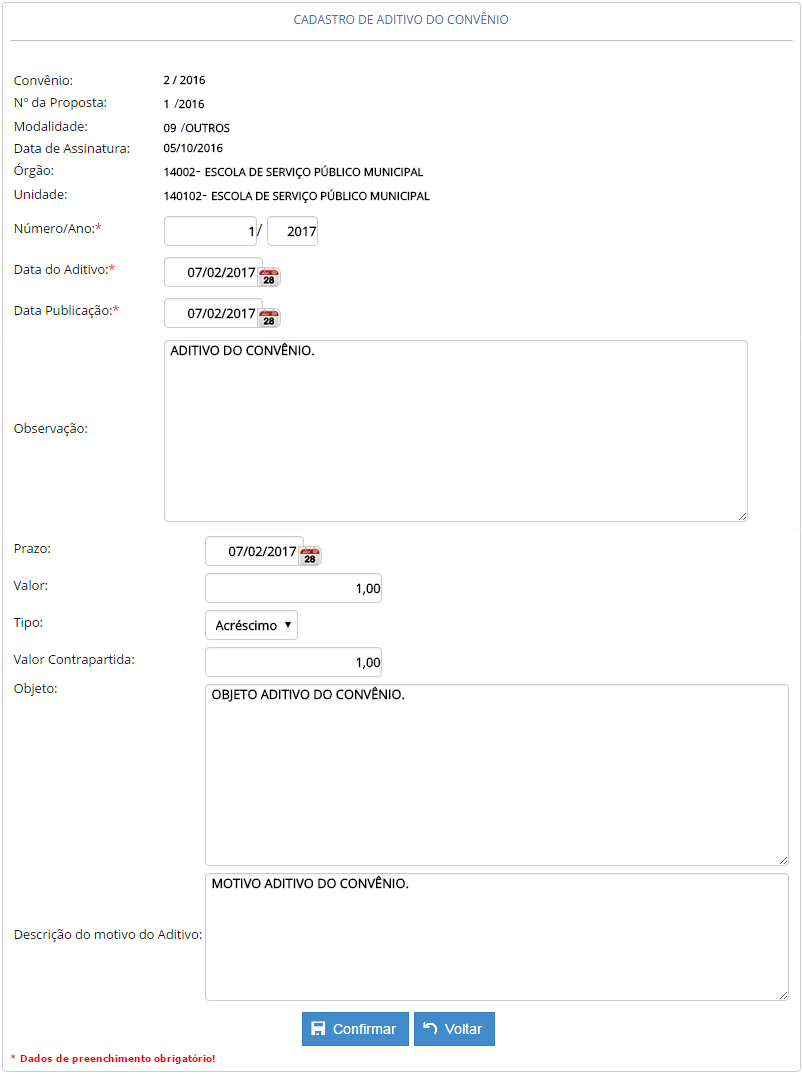 CADASTRO DE ADITIVO DO CONVÊNIO
Convênio: 2 / 2016
Nº da Proposta: 1 /2016
Modalidade: 09 /OUTROS
Data de Assinatura: 05/10/2016
Órgão: 14002- ESCOLA DE SERVIÇO PÚBLICO MUNICIPAL
Unidade: 140102- ESCOLA DE SERVIÇO PÚBLICO MUNICIPAL
Número/Ano:* 1/ 2017
Data do Aditivo:* 07/02/2017 28
Data Publicação:* 07/02/2017 28
ADITIVO DO CONVÊNIO.
Observação:
Prazo: 07/02/2017 28
Valor: 1,00
Tipo: Acréscimo
Valor Contrapartida: 1,00
Objeto: OBJETO ADITIVO DO CONVÊNIO.
MOTIVO ADITIVO DO CONVÊNIO.
Descrição do motivo do Aditivo:
Confirmar Voltar
* Dados de preenchimento obrigatório!